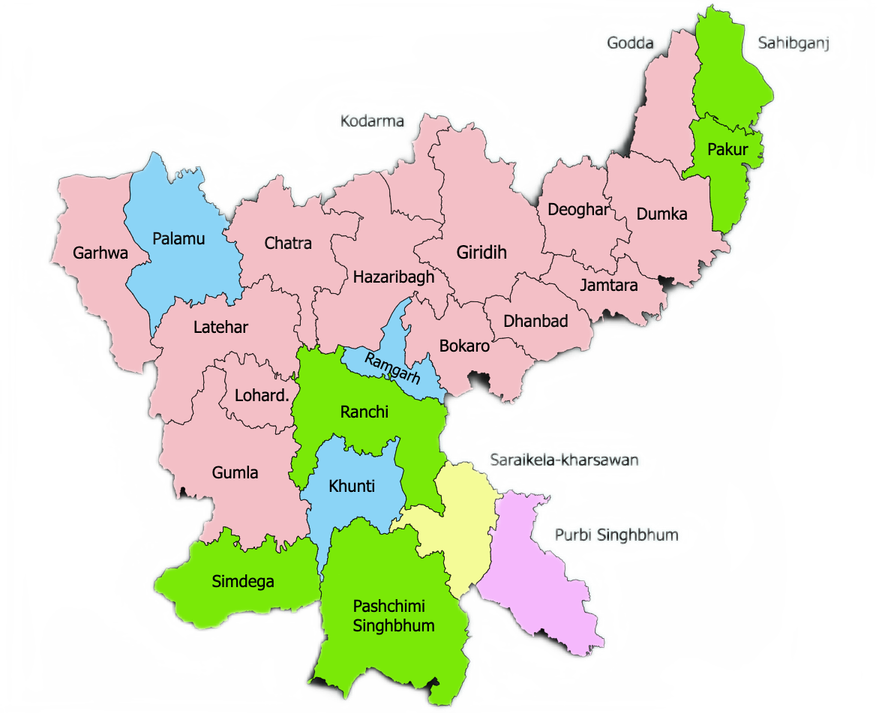 Godda
Sahibganj
Kodarma
Pakur
Deoghar
Dumka
Garhwa
Palamu
Chatra
Giridih
Hazaribagh
Jamtara
Latehar
Dhanbad
Bokaro
Ramgarh
Lohard.
Ranchi
Saraikela-kharsawan
Gumla
Khunti
Purbi Singhbhum
Simdega
Pashchimi
Singhbhum